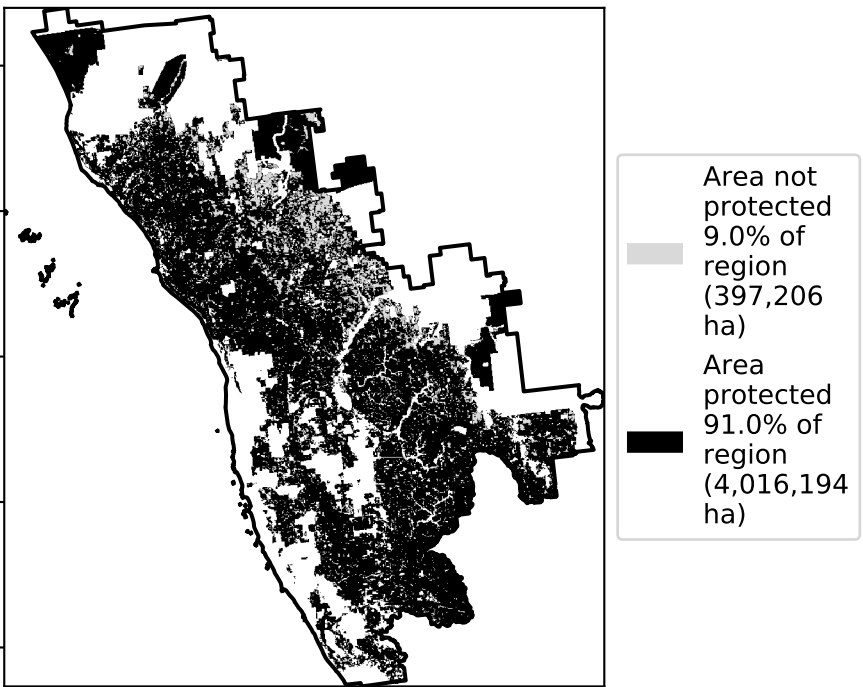 Area not
protected
9.0% of
region
(397,206
ha)
Area
protected
91.0% of
region
(4,016,194
ha)